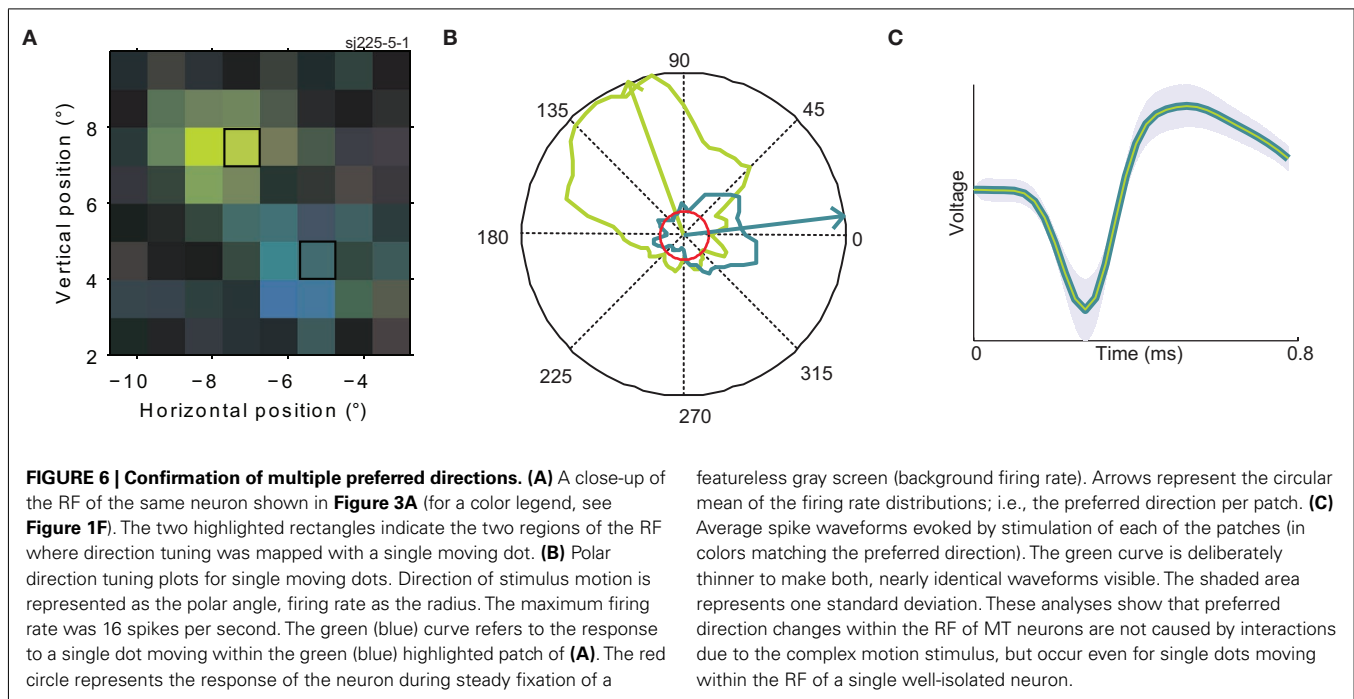 A
sj225-5-1
8
6
4
2
Vertical position (°)
−10
−8
−6
−4
Horizontal position (°)
B
90
135
45
180
0
225
315
270
C
Voltage
0
Time (ms)
0.8
FIGURE 6 | Confirmation of multiple preferred directions. (A) A close-up of
the RF of the same neuron shown in Figure 3A (for a color legend, see
Figure 1F). The two highlighted rectangles indicate the two regions of the RF
where direction tuning was mapped with a single moving dot. (B) Polar
direction tuning plots for single moving dots. Direction of stimulus motion is
represented as the polar angle, firing rate as the radius. The maximum firing
rate was 16 spikes per second. The green (blue) curve refers to the response
to a single dot moving within the green (blue) highlighted patch of (A). The red
circle represents the response of the neuron during steady fixation of a
featureless gray screen (background firing rate). Arrows represent the circular
mean of the firing rate distributions; i.e., the preferred direction per patch. (C)
Average spike waveforms evoked by stimulation of each of the patches (in
colors matching the preferred direction). The green curve is deliberately
thinner to make both, nearly identical waveforms visible. The shaded area
represents one standard deviation. These analyses show that preferred
direction changes within the RF of MT neurons are not caused by interactions
due to the complex motion stimulus, but occur even for single dots moving
within the RF of a single well-isolated neuron.